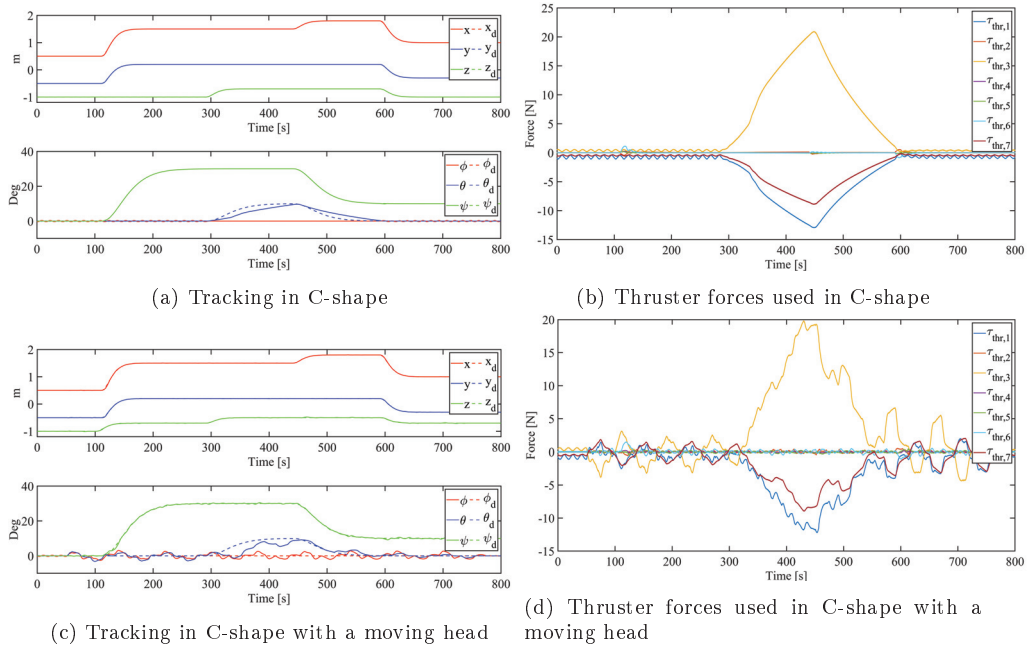 2
1
0
-1
m
x x_d
y y_d
z z_d
0 100 200 300 400 500 600 700 800
Time [s]
40
20
0
Deg
ϕ ϕ_d
θ θ_d
ψ ψ_d
0 100 200 300 400 500 600 700 800
Time [s]
(a) Tracking in C-shape
25
20
15
10
5
0
-5
-10
-15
Force [N]
τ_thr,1
τ_thr,2
τ_thr,3
τ_thr,4
τ_thr,5
τ_thr,6
τ_thr,7
0 100 200 300 400 500 600 700 800
Time [s]
(b) Thruster forces used in C-shape
2
0
-1
m
x x_d
y y_d
z z_d
0 100 200 300 400 500 600 700 800
Time [s]
40
20
0
Deg
ϕ ϕ_d
θ θ_d
ψ ψ_d
0 100 200 300 400 500 600 700 800
Time [s]
(c) Tracking in C-shape with a moving head
20
15
10
5
0
-5
-10
-15
Force [N]
τ_thr,1
τ_thr,2
τ_thr,3
τ_thr,4
τ_thr,5
τ_thr,6
τ_thr,7
0 100 200 300 400 500 600 700 800
Time [s]
(d) Thruster forces used in C-shape with a
moving head